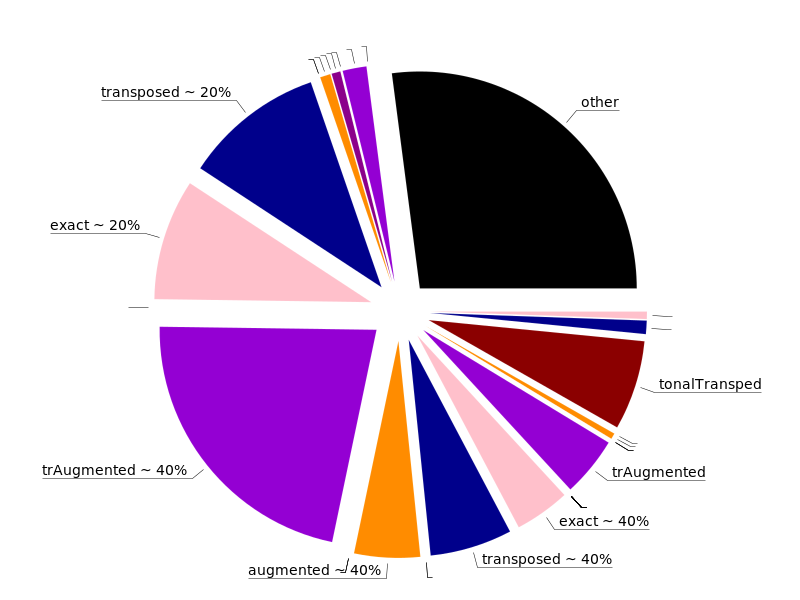 transposed ~ 20%
other
exact ~ 20%
tonalTransped
trAugmented ~ 40%
trAugmented
exact ~ 40%
transposed ~ 40%
augmented ~ 40%